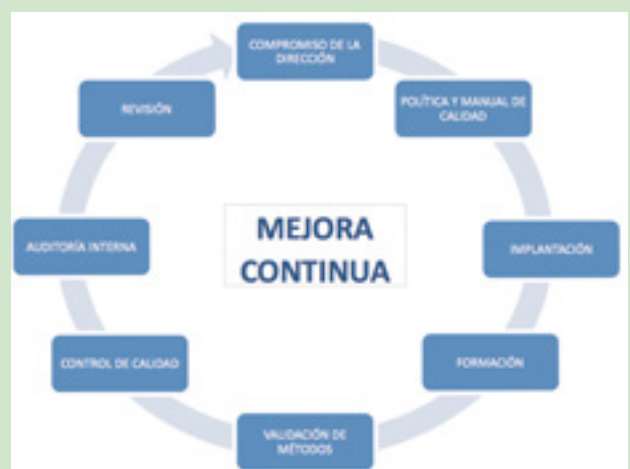 COMPROMISO DE LA
DIRECCIÓN
POLÍTICA Y MANUAL DE
CALIDAD
IMPLANTACIÓN
FORMACIÓN
VALIDACIÓN DE
MÉTODOS
CONTROL DE CALIDAD
AUDITORÍA INTERNA
REVISIÓN
MEJORA
CONTINUA